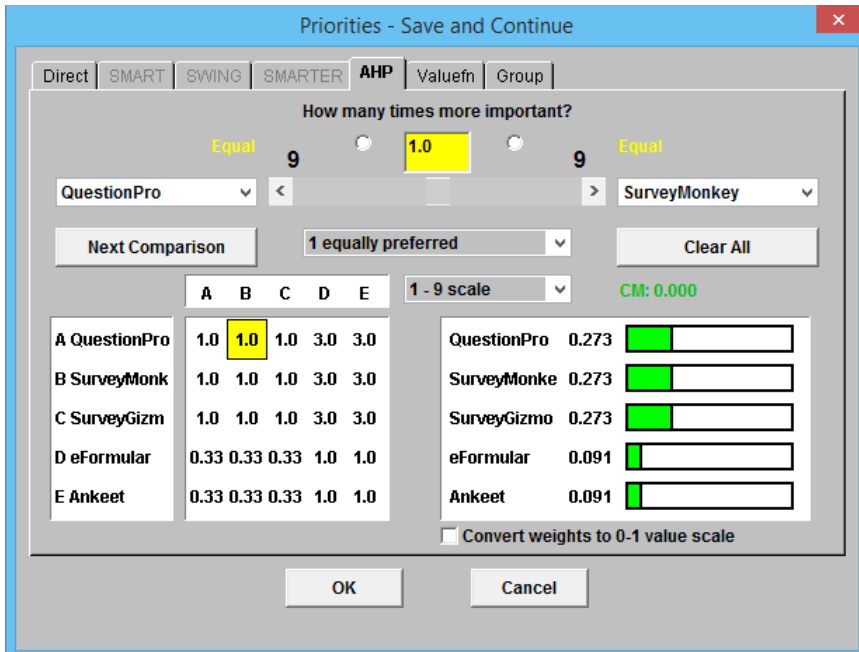 Priorities - Save and Continue
Direct SMART SWING SMARTER AHP Valuefn Group
How many times more important?
Equal 9 1.0 9 Equal
QuestionPro SurveyMonkey
Next Comparison 1 equally preferred Clear All
A B C D E 1 - 9 scale CM: 0.000
A QuestionPro 1.0 1.0 1.0 3.0 3.0 QuestionPro 0.273
B SurveyMonk 1.0 1.0 1.0 3.0 3.0 SurveyMonke 0.273
C SurveyGizm 1.0 1.0 1.0 3.0 3.0 SurveyGizmo 0.273
D eFormular 0.33 0.33 0.33 1.0 1.0 eFormular 0.091
E Ankeet 0.33 0.33 0.33 1.0 1.0 Ankeet 0.091
Convert weights to 0-1 value scale
OK Cancel